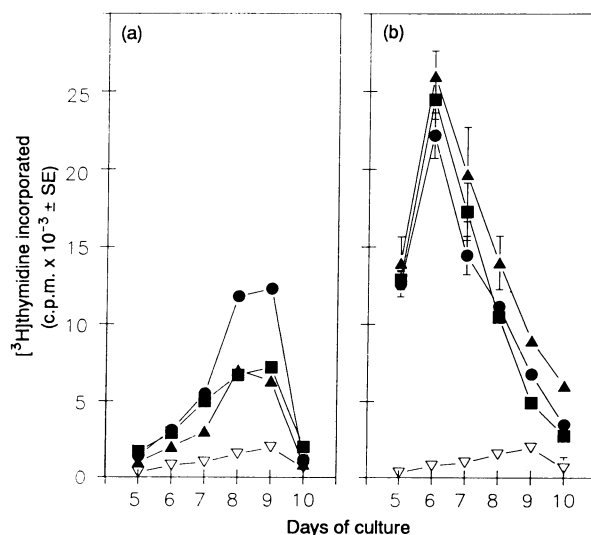 (a)
(b)
[³H]thymidine incorporated
(c.p.m. x 10⁻³ ± SE)
25
20
15
10
5
0
5 6 7 8 9 10
5 6 7 8 9 10
Days of culture